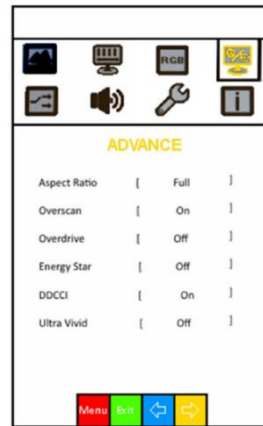 RGB
i
ADVANCE
Aspect Ratio [ Full ]
Overscan [ On ]
Overdrive [ Off ]
Energy Star [ Off ]
DDCCI [ On ]
Ultra Vivid [ Off ]
Menu Exit